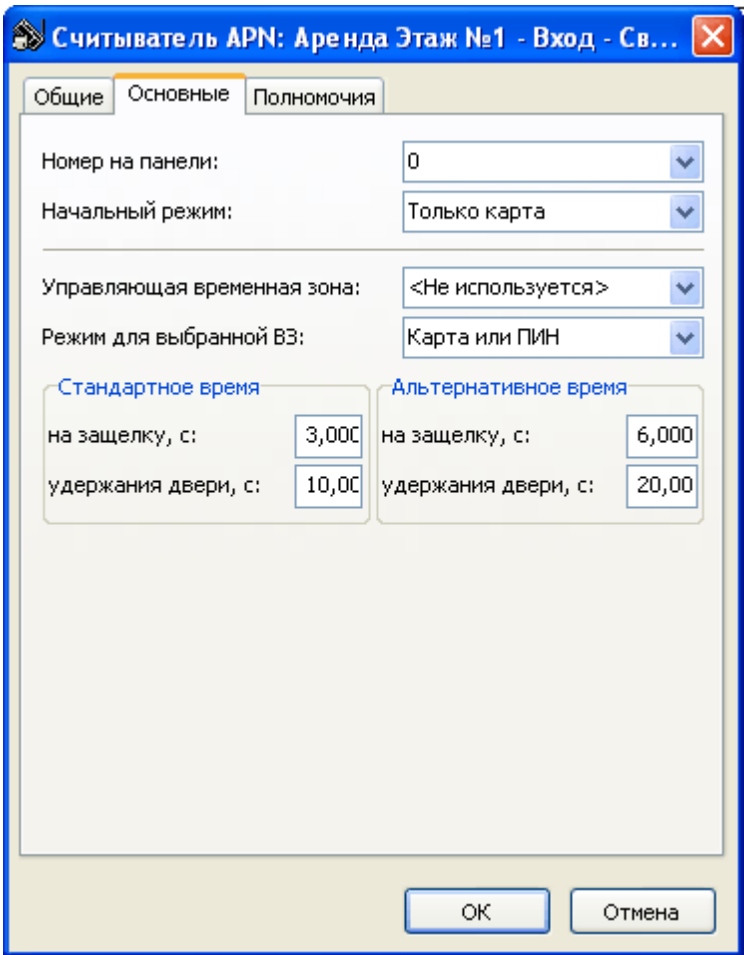 Считыватель APN: Аренда Этаж №1 - Вход - Св...
Общие Основные Полномочия
Номер на панели: 0
Начальный режим: Только карта
Управляющая временная зона: <Не используется>
Режим для выбранной ВЗ: Карта или ПИН
Стандартное время Альтернативное время
на защелку, с: 3,000 на защелку, с: 6,000
удержания двери, с: 10,00 удержания двери, с: 20,00
ОК Отмена